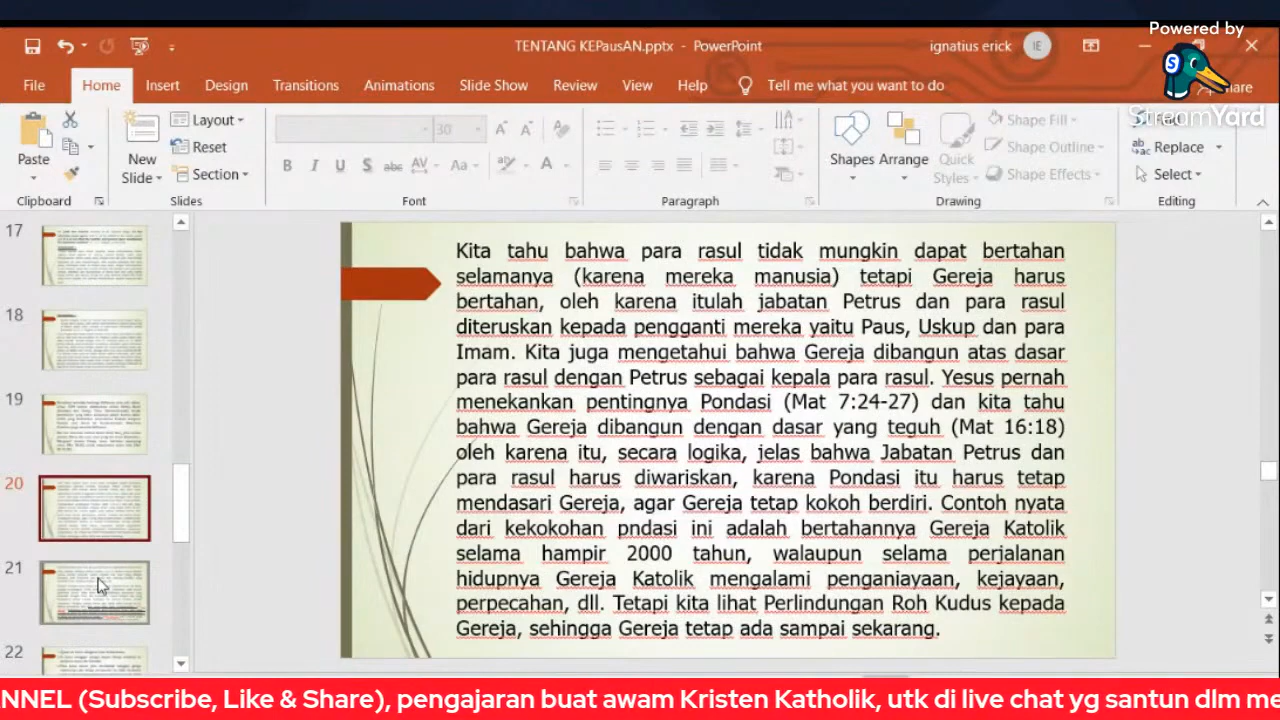 Powered by
TENTANG KEPausAN.pptx - PowerPoint
ignatius erick
IE
File
Home
Insert
Design
Transitions
Animations
Slide Show
Review
View
Help
Tell me what you want to do
StreamYard
Paste
New
Slide
Layout
Reset
Section
30
B I U S abc AV Aa A
Shapes
Arrange
Quick
Styles
Shape Fill
Shape Outline
Shape Effects
Replace
Select
Clipboard
Slides
Font
Paragraph
Drawing
Editing
17
18
19
20
21
22
Kita tahu bahwa para rasul tidak mungkin dapat bertahan
selamanya (karena mereka manusia) tetapi Gereja harus
bertahan, oleh karena itulah jabatan Petrus dan para rasul
diteruskan kepada pengganti mereka yaitu Paus, Uskup dan para
Imam. Kita juga mengetahui bahwa Gereja dibangun atas dasar
para rasul dengan Petrus sebagai kepala para rasul. Yesus pernah
menekankan pentingnya Pondasi (Mat 7:24-27) dan kita tahu
bahwa Gereja dibangun dengan dasar yang teguh (Mat 16:18)
oleh karena itu, secara logika, jelas bahwa Jabatan Petrus dan
para rasul harus diwariskan, karena Pondasi itu harus tetap
mendasari Gereja, agar Gereja tetap kokoh berdiri. Contoh nyata
dari kekokohan pndasi ini adalah bertahannya Gereja Katolik
selama hampir 2000 tahun, walaupun selama perjalanan
hidupnya Gereja Katolik mengalami penganiayaan, kejayaan,
perpecahan, dll. Tetapi kita lihat Perlindungan Roh Kudus kepada
Gereja, sehingga Gereja tetap ada sampai sekarang.
NNEL (Subscribe, Like & Share), pengajaran buat awam Kristen Katholik, utk di live chat yg santun dlm me